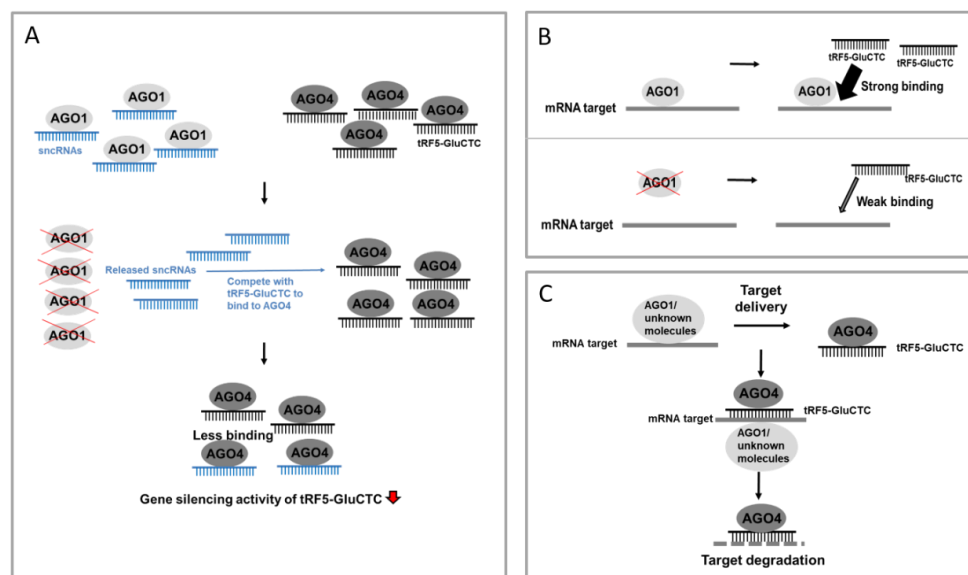 A
AGO1
AGO1
AGO1
AGO1
sncRNAs
AGO4
AGO4
AGO4
AGO4
tRF5-GluCTC
AGO1
AGO1
AGO1
AGO1
Released sncRNAs
Compete with
tRF5-GluCTC to
bind to AGO4
AGO4
AGO4
AGO4
AGO4
AGO4
AGO4
Less binding
AGO4
AGO4
Gene silencing activity of tRF5-GluCTC
B
AGO1
mRNA target
AGO1
tRF5-GluCTC
tRF5-GluCTC
Strong binding
AGO1
mRNA target
tRF5-GluCTC
Weak binding
C
AGO1/
unknown
molecules
mRNA target
Target
delivery
AGO4
tRF5-GluCTC
AGO4
tRF5-GluCTC
mRNA target
AGO1/
unknown
molecules
AGO4
Target degradation